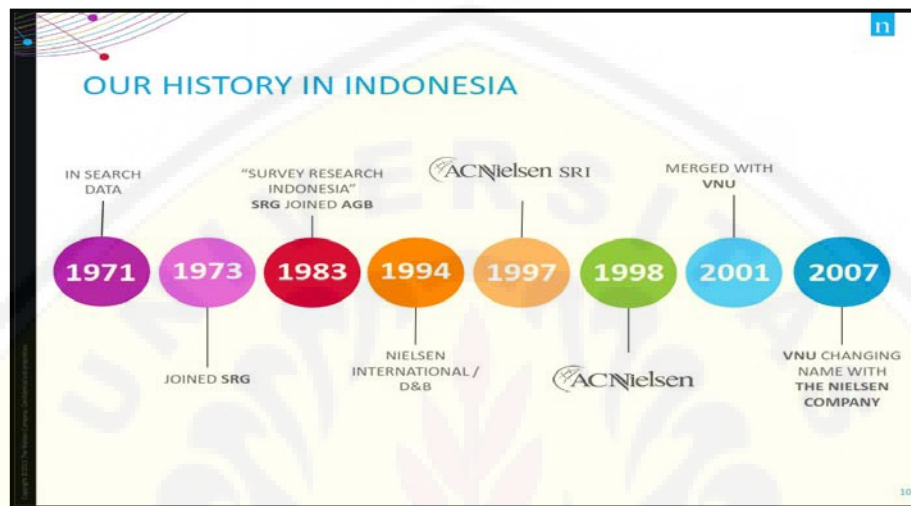 n
OUR HISTORY IN INDONESIA
IN SEARCH
DATA
"SURVEY RESEARCH
INDONESIA"
SRG JOINED AGB
ACNielsen SRI
MERGED WITH
VNU
1971
1973
1983
1994
1997
1998
2001
2007
JOINED SRG
NIELSEN
INTERNATIONAL /
D&B
ACNielsen
VNU CHANGING
NAME WITH
THE NIELSEN
COMPANY
UNIVERSITAS
10